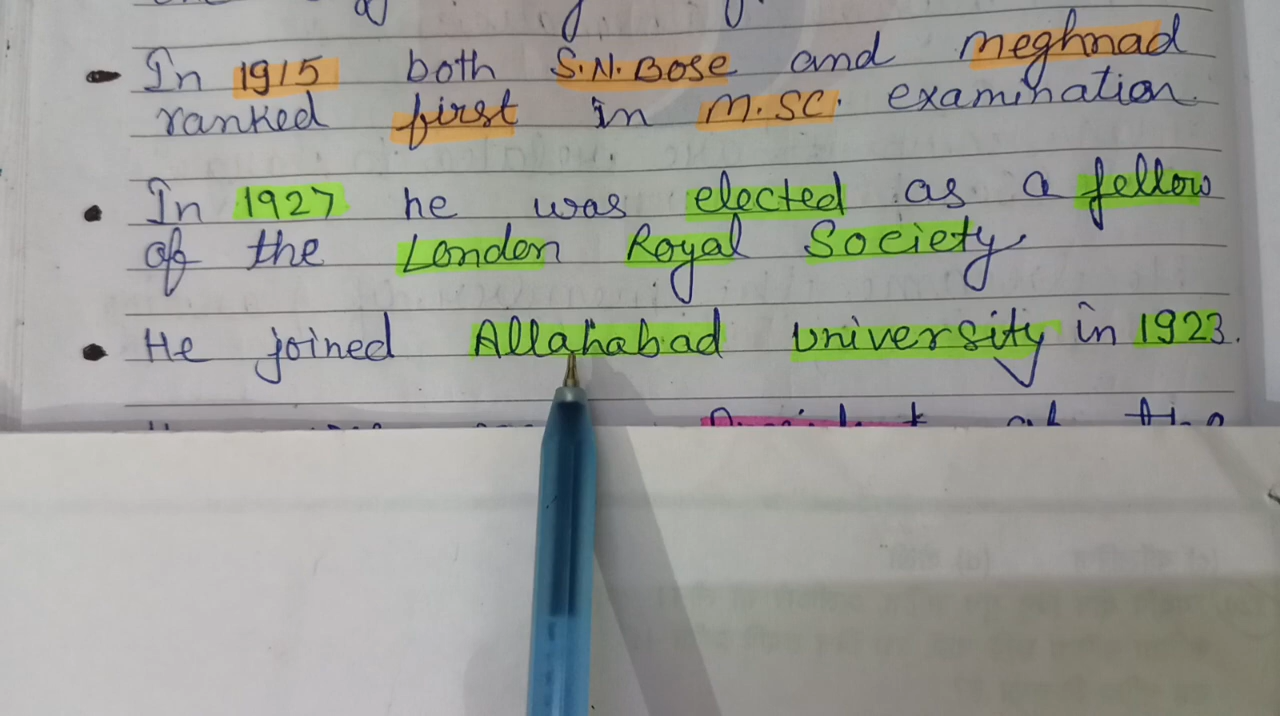 In 1915 both S.N. Bose and Meghnad
ranked first in M.SC. examination.
In 1927 he was elected as a fellow
of the London Royal Society
He joined Allahabad University in 1923.